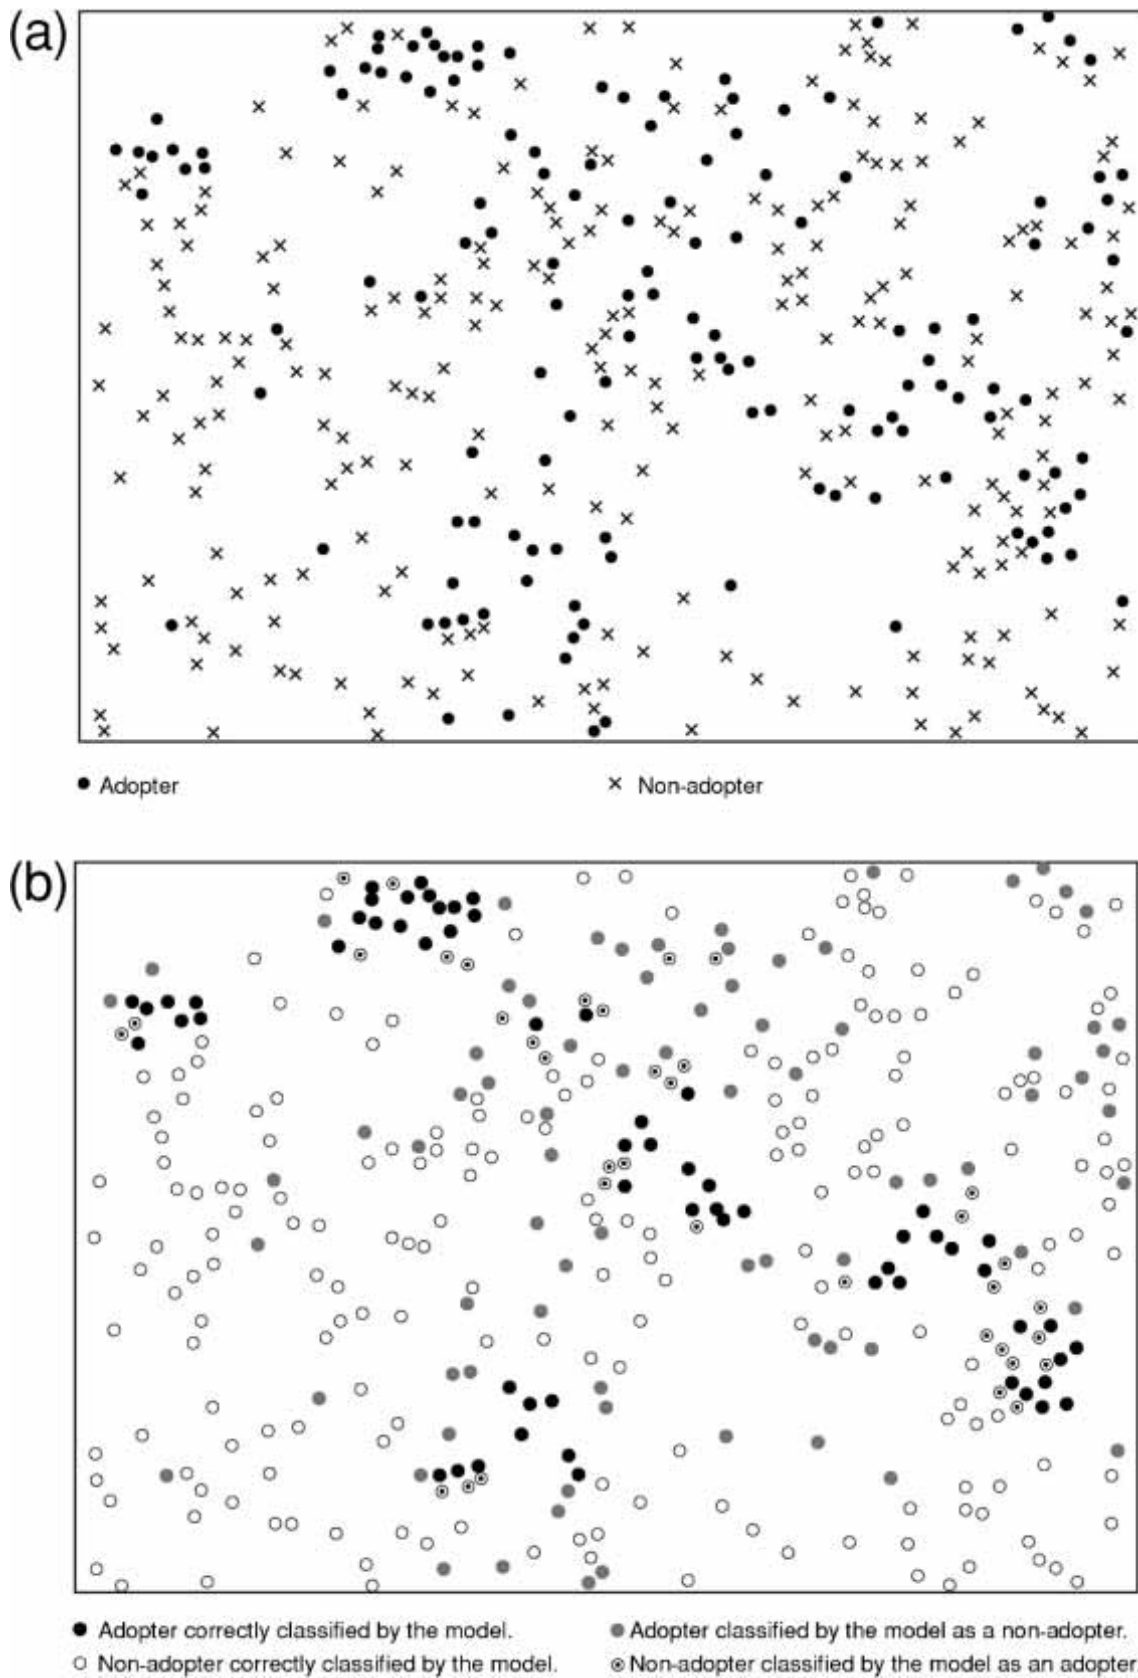 (a)
● Adopter
× Non-adopter
(b)
● Adopter correctly classified by the model.
● Adopter classified by the model as a non-adopter.
○ Non-adopter correctly classified by the model.
⊙ Non-adopter classified by the model as an adopter